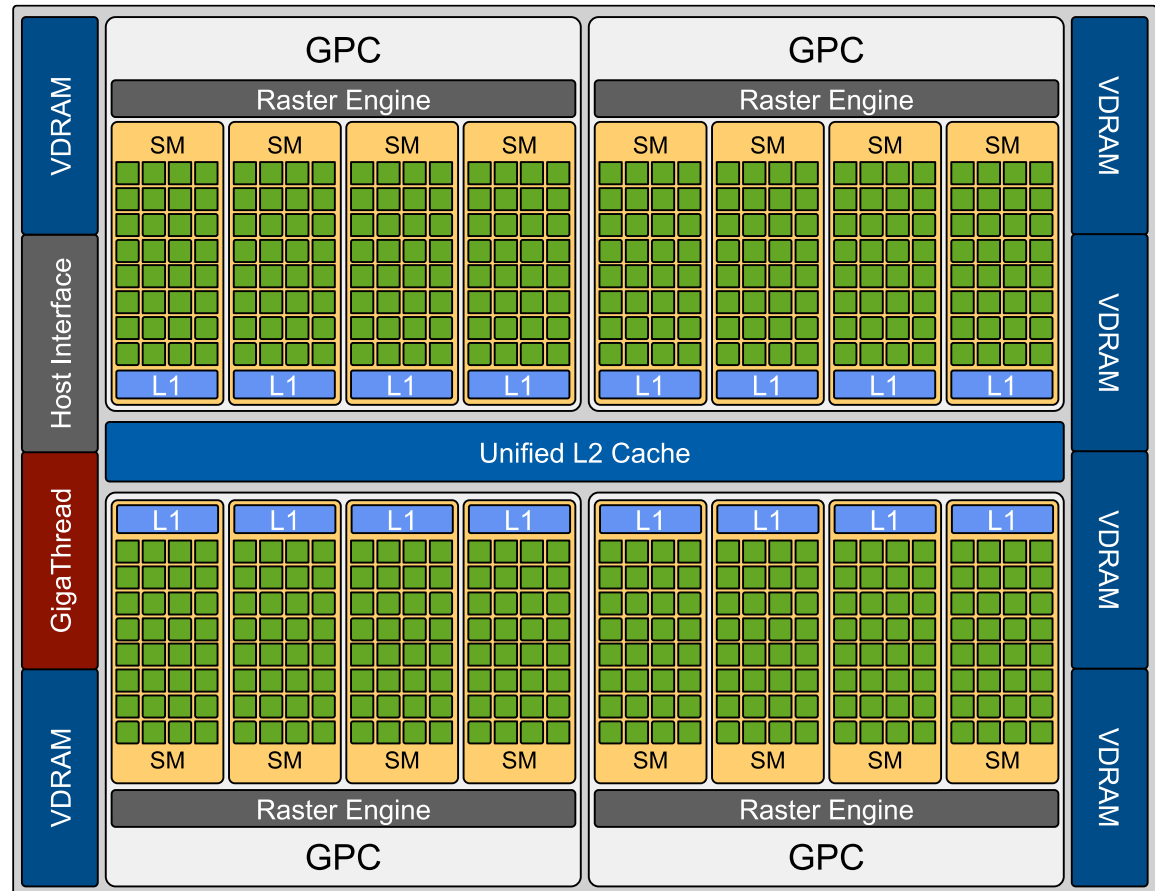 VDRAM
Host Interface
GigaThread
VDRAM
GPC
Raster Engine
SM SM SM SM
L1 L1 L1 L1
GPC
Raster Engine
SM SM SM SM
L1 L1 L1 L1
Unified L2 Cache
L1 L1 L1 L1
SM SM SM SM
Raster Engine
GPC
L1 L1 L1 L1
SM SM SM SM
Raster Engine
GPC
VDRAM
VDRAM
VDRAM
VDRAM